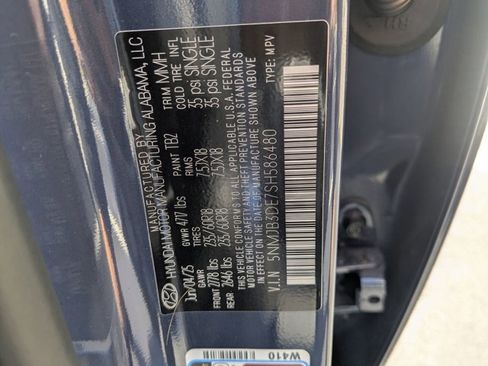 MANUFACTURED BY
HYUNDAI MOTOR MANUFACTURING ALABAMA, LLC
Jun/04/25 GVWR 4717 lbs PAINT TB2 TRIM MMH
GAWR TIRES RIMS COLD TIRE INFL
FRONT 2778 lbs 235/60R18 7.5JX18 35 psi SINGLE
REAR 2646 lbs 235/60R18 7.5JX18 35 psi SINGLE
THIS VEHICLE CONFORMS TO ALL APPLICABLE U.S.A. FEDERAL
MOTOR VEHICLE SAFETY AND THEFT PREVENTION STANDARDS
IN EFFECT ON THE DATE OF MANUFACTURE SHOWN ABOVE
V.I.N 5NMJB3DE7SH586480 TYPE: MPV
W410